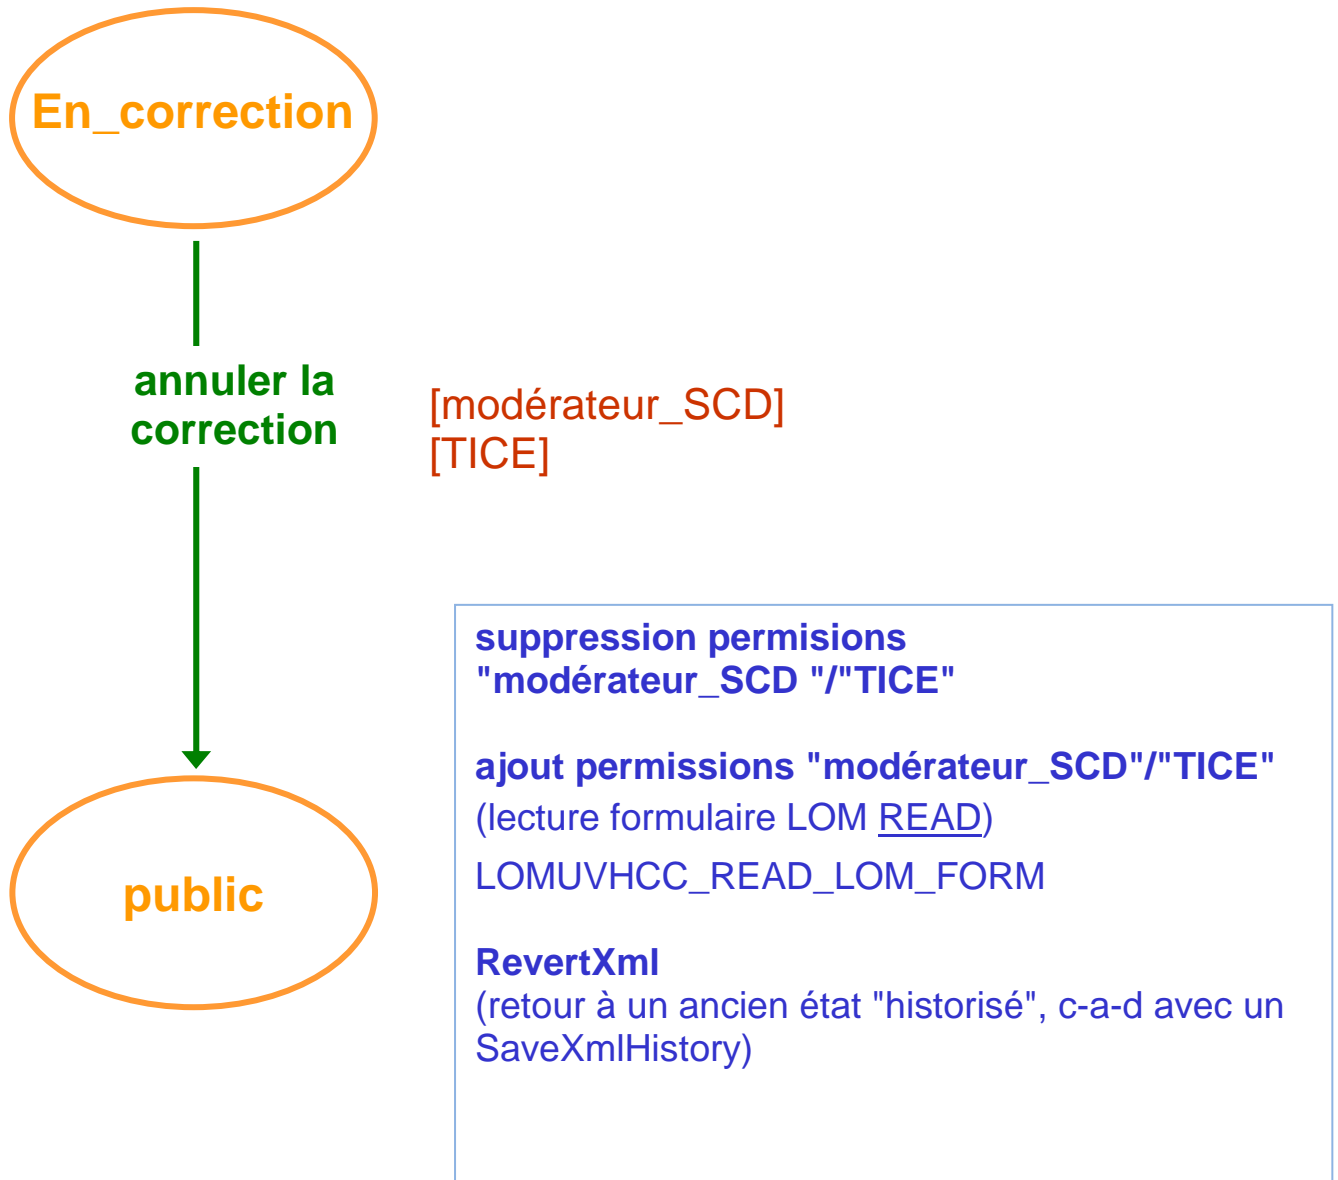 En_correction
annuler la
correction
[modérateur_SCD]
[TICE]
suppression permisions
"modérateur_SCD "/"TICE"
ajout permissions "modérateur_SCD"/"TICE"
(lecture formulaire LOM READ)
LOMUVHCC_READ_LOM_FORM
RevertXml
(retour à un ancien état "historisé", c-a-d avec un
SaveXmlHistory)
public